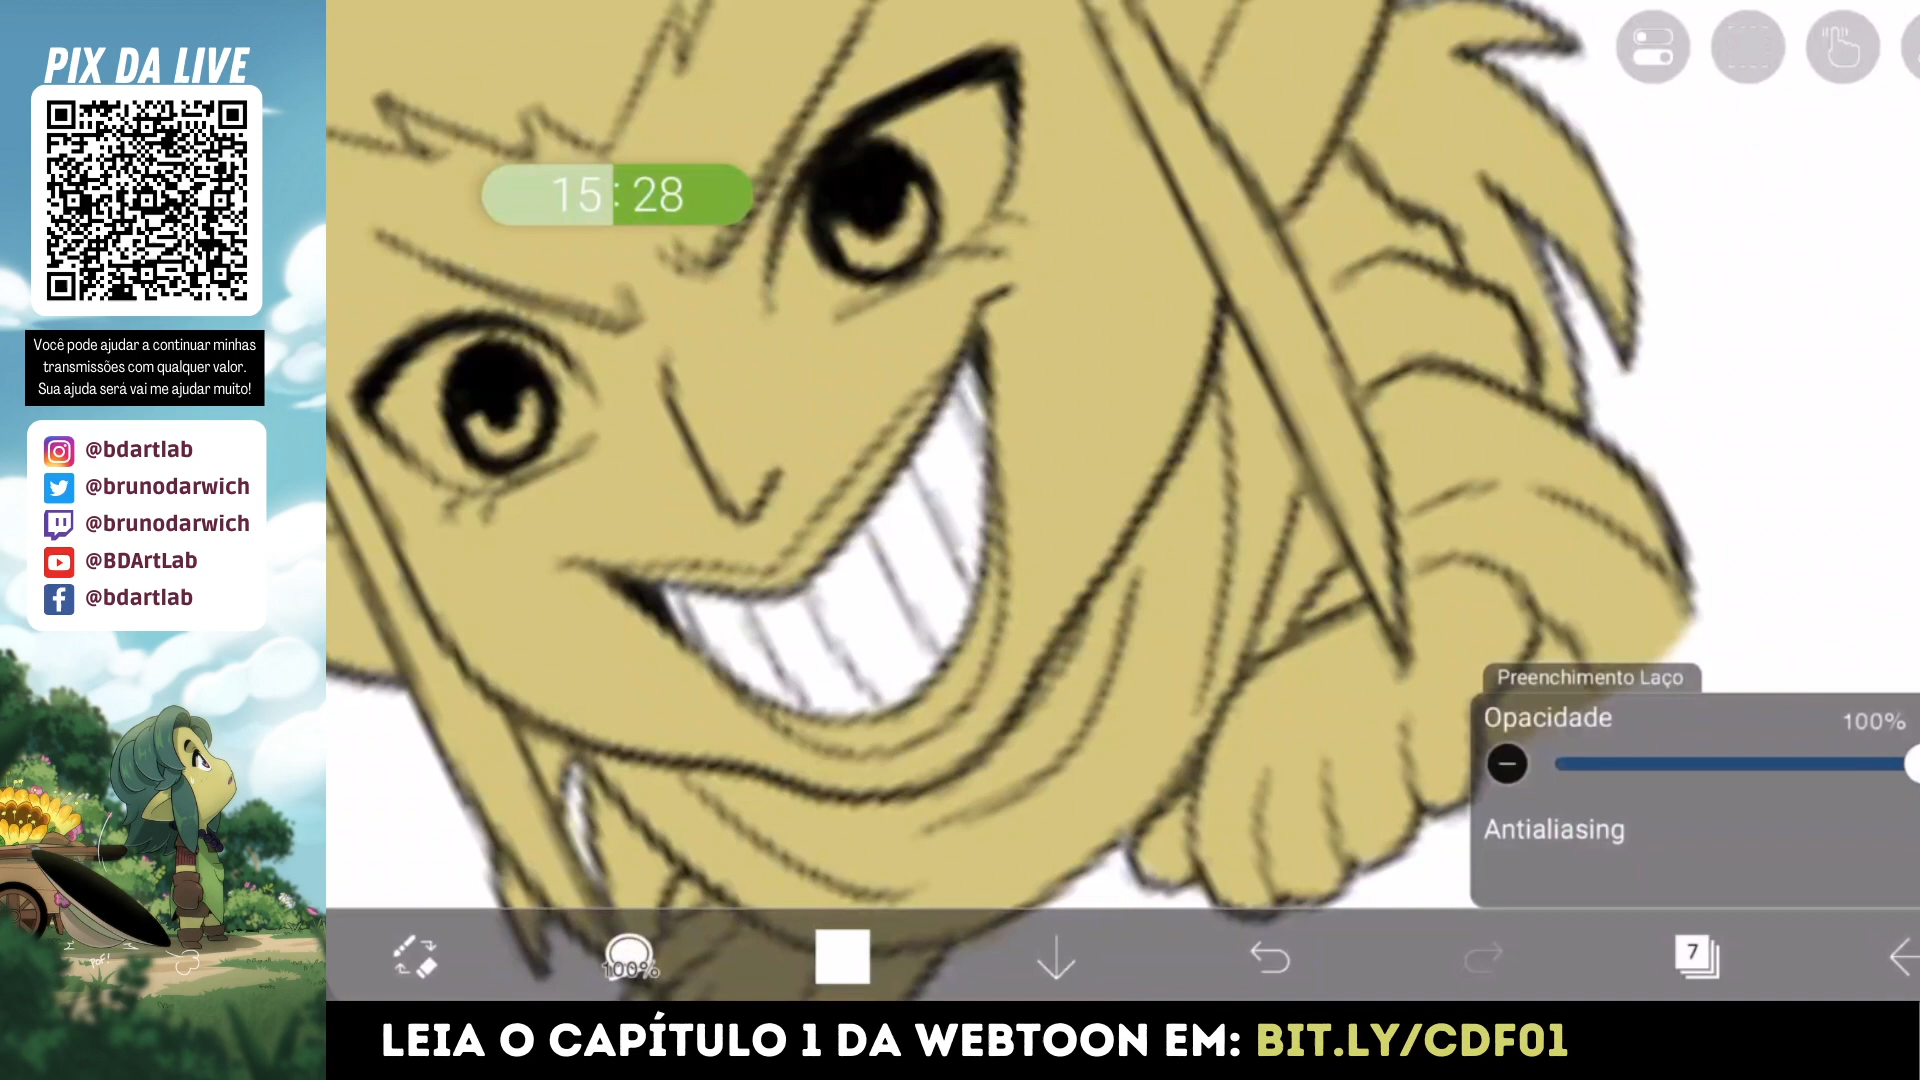 PIX DA LIVE
Você pode ajudar a continuar minhas
transmissões com qualquer valor.
Sua ajuda será vai me ajudar muito!
@bdartlab
@brunodarwich
@brunodarwich
@BDArtLab
@bdartlab
POF!
15:28
Preenchimento Laço
Opacidade 100%
Antialiasing
100%
7
LEIA O CAPÍTULO 1 DA WEBTOON EM: BIT.LY/CDF01